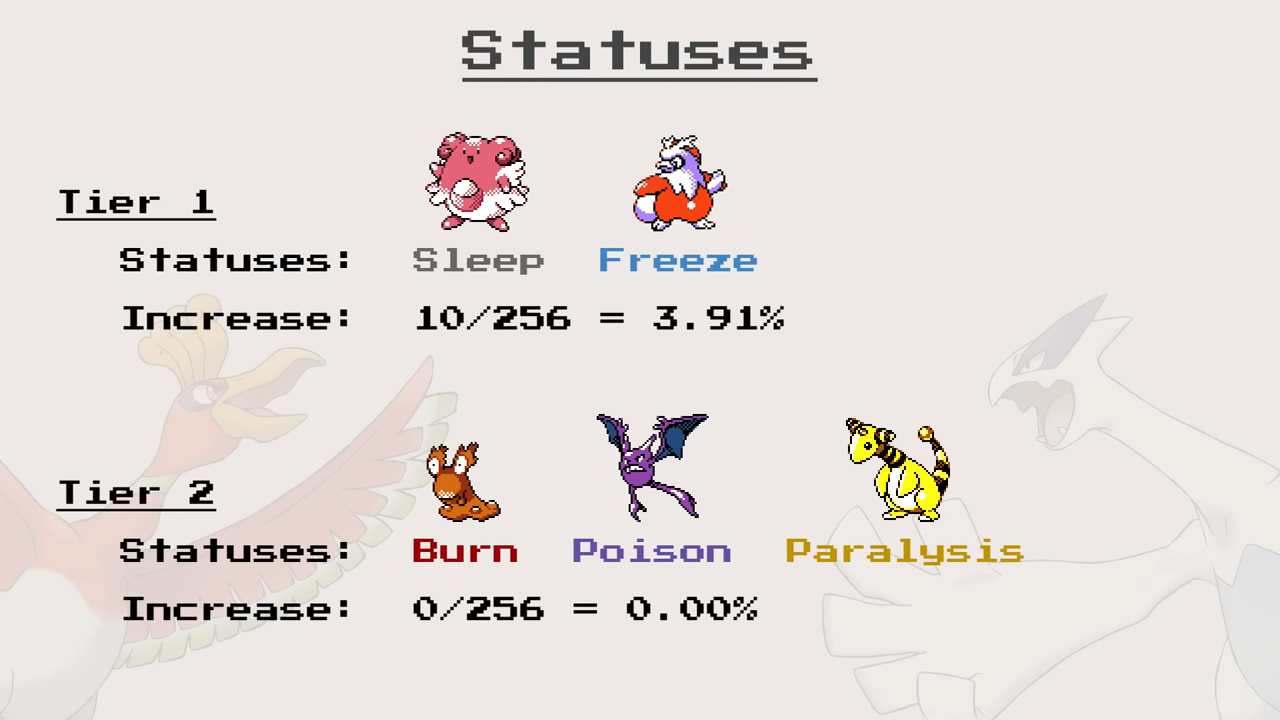 Statuses
Tier 1
Statuses: Sleep Freeze
Increase: 10/256 = 3.91%
Tier 2
Statuses: Burn Poison Paralysis
Increase: 0/256 = 0.00%